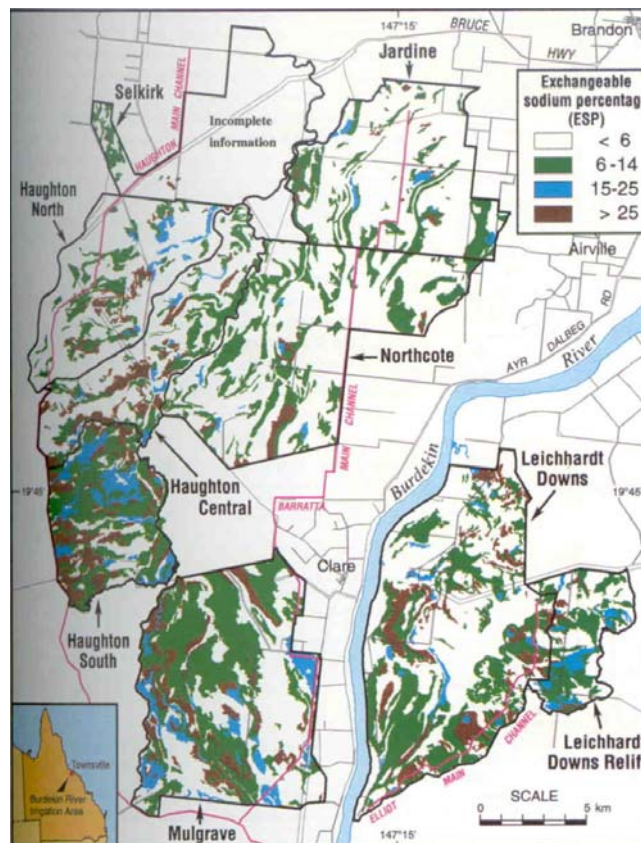 147°15'
BRUCE
HWY
Brandon
Jardine
Selkirk
HAUGHTON
MAIN CHANNEL
Incomplete
information
Exchangeable
sodium percentag
(ESP)
< 6
6-14
15-25
> 25
Haughton
North
Airville
AYR
DALBEG
RD
River
Northcote
MAIN CHANNEL
Burdekin
19°45'
Haughton
Central
BARRATTA
Leichhardt
Downs
19°45'
Clare
Haughton
South
Leichhard
Downs Relif
ELLIOT
MAIN
CHANNEL
Townsville
Burdekin River
Irrigation Area
Mulgrave
147°15'
SCALE
0
5 km